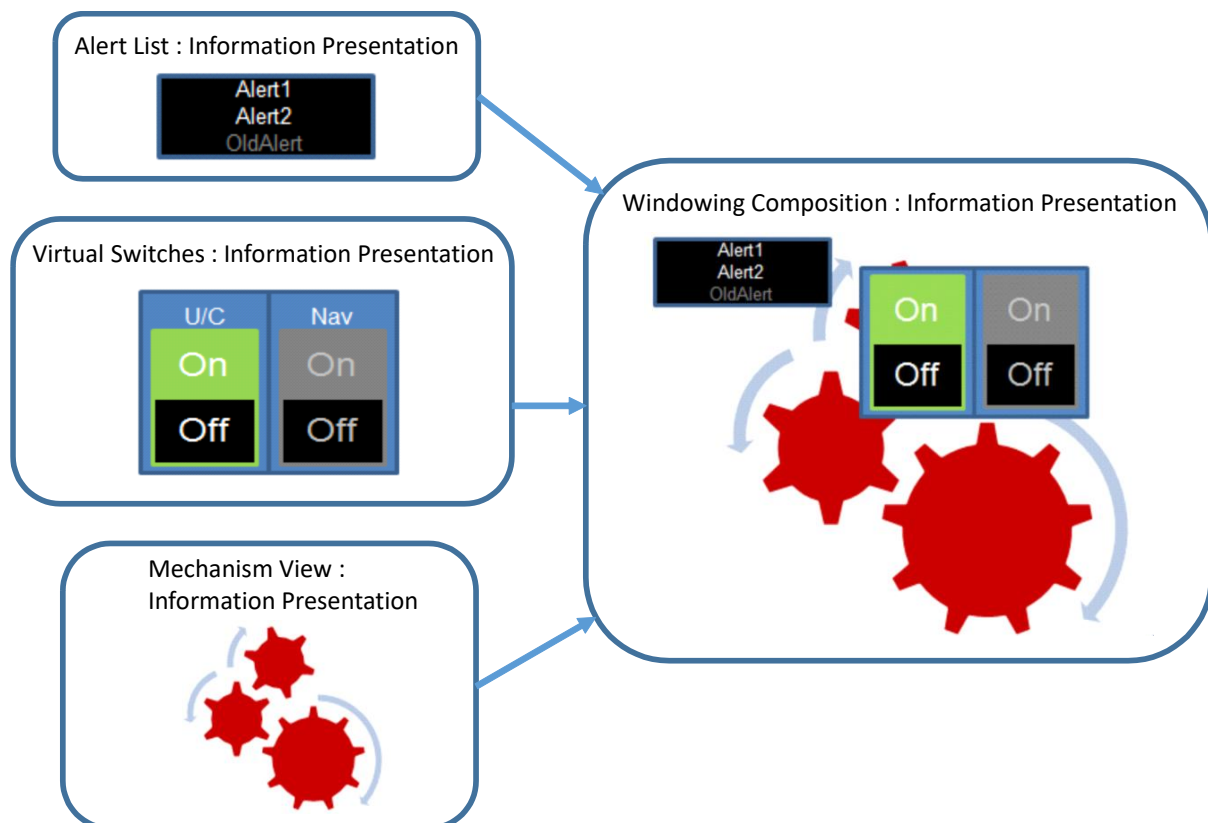 Alert List : Information Presentation
Alert1
Alert2
OldAlert
Virtual Switches : Information Presentation
U/C Nav
On On
Off Off
Mechanism View :
Information Presentation
Windowing Composition : Information Presentation
Alert1
Alert2
OldAlert
On On
Off Off